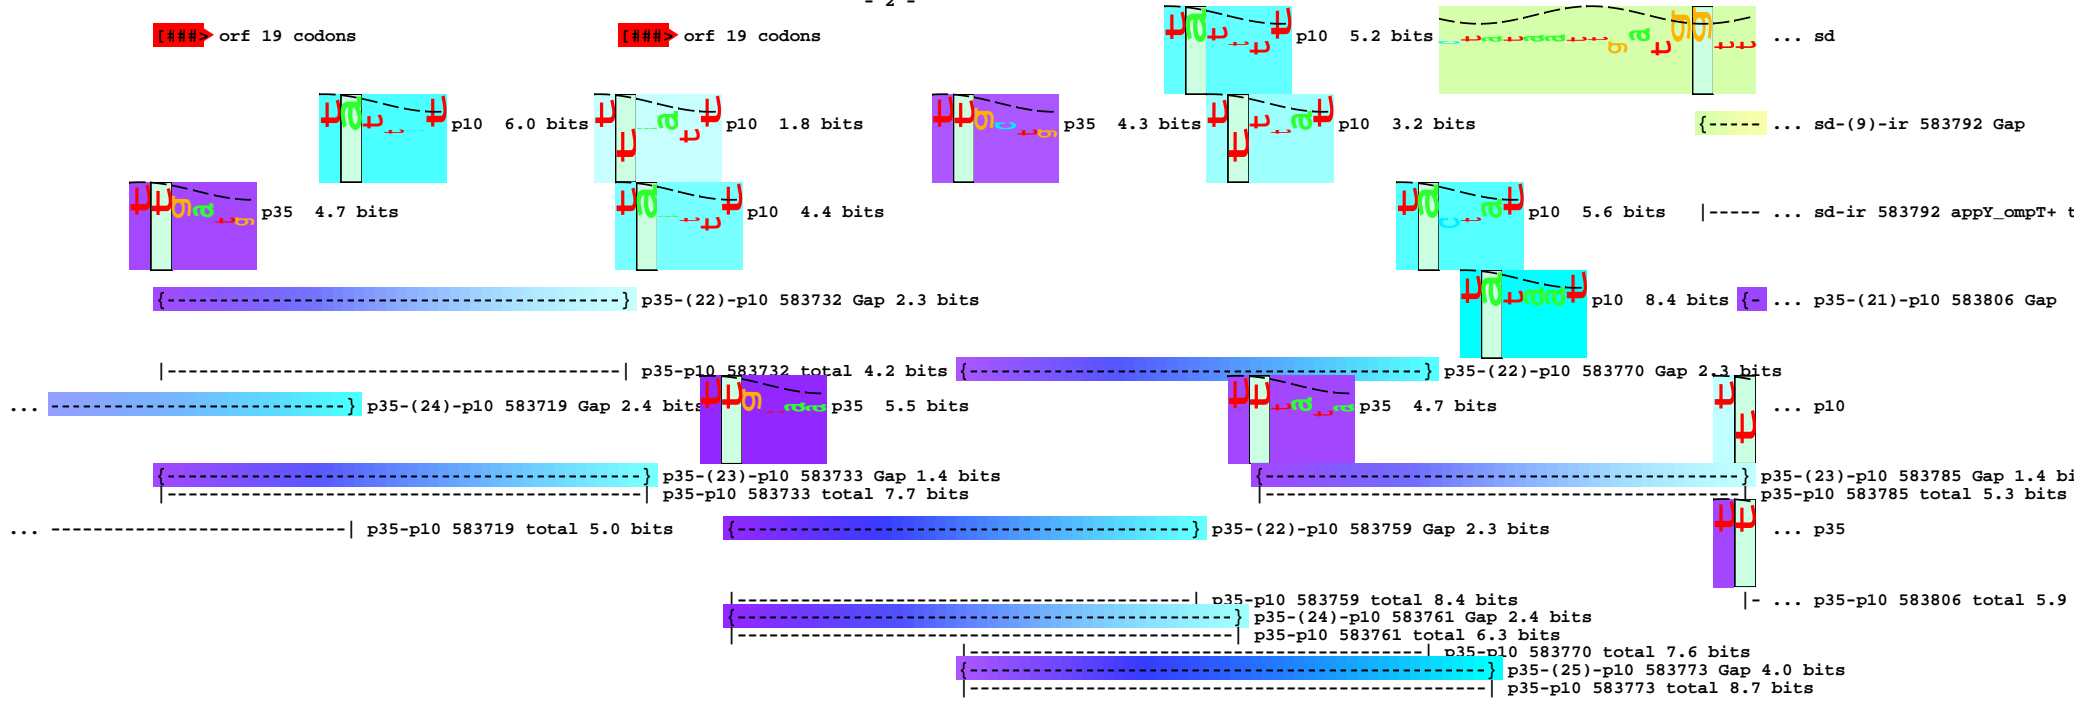 - 2 -
[###> orf 19 codons [###> orf 19 codons p10 5.2 bits ... sd
p10 6.0 bits p10 1.8 bits p35 4.3 bits p10 3.2 bits {----- ... sd-(9)-ir 583792 Gap
p35 4.7 bits p10 4.4 bits p10 5.6 bits |----- ... sd-ir 583792 appY_ompT+ t
{-------------------------------------------} p35-(22)-p10 583732 Gap 2.3 bits p10 8.4 bits {- ... p35-(21)-p10 583806 Gap
|-------------------------------------------| p35-p10 583732 total 4.2 bits {-------------------------------------------} p35-(22)-p10 583770 Gap 2.3 bits
... ----------------------------} p35-(24)-p10 583719 Gap 2.4 bits p35 5.5 bits p35 4.7 bits ... p10
{---------------------------------------------} p35-(23)-p10 583733 Gap 1.4 bits {---------------------------------------------} p35-(23)-p10 583785 Gap 1.4 bi
|---------------------------------------------| p35-p10 583733 total 7.7 bits |---------------------------------------------| p35-p10 583785 total 5.3 bits
... ----------------------------| p35-p10 583719 total 5.0 bits {-------------------------------------------} p35-(22)-p10 583759 Gap 2.3 bits ... p35
|-------------------------------------------| p35-p10 583759 total 8.4 bits |- ... p35-p10 583806 total 5.9
{-----------------------------------------------} p35-(24)-p10 583761 Gap 2.4 bits
|-----------------------------------------------| p35-p10 583761 total 6.3 bits
|-------------------------------------------| p35-p10 583770 total 7.6 bits
{-------------------------------------------------} p35-(25)-p10 583773 Gap 4.0 bits
|-------------------------------------------------| p35-p10 583773 total 8.7 bits